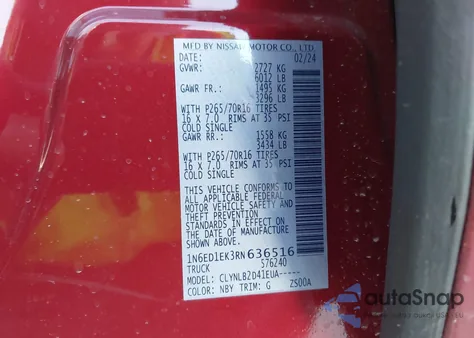 MFD BY NISSAN MOTOR CO., LTD.
DATE: 02/24
GVWR: 2727 KG
6012 LB
GAWR FR.: 1495 KG
3296 LB
WITH P265/70R16 TIRES
16 X 7.0 RIMS AT 35 PSI
COLD SINGLE
GAWR RR.: 1558 KG
3434 LB
WITH P265/70R16 TIRES
16 X 7.0 RIMS AT 35 PSI
COLD SINGLE
THIS VEHICLE CONFORMS TO
ALL APPLICABLE FEDERAL
MOTOR VEHICLE SAFETY AND
THEFT PREVENTION
STANDARDS IN EFFECT ON
THE DATE OF MANUFACTURE
SHOWN ABOVE.
1N6ED1EK3RN636516
TRUCK S76240
MODEL: CLYNLB2D41EUA-----
COLOR: NBY TRIM: G ZS00A
autaSnap